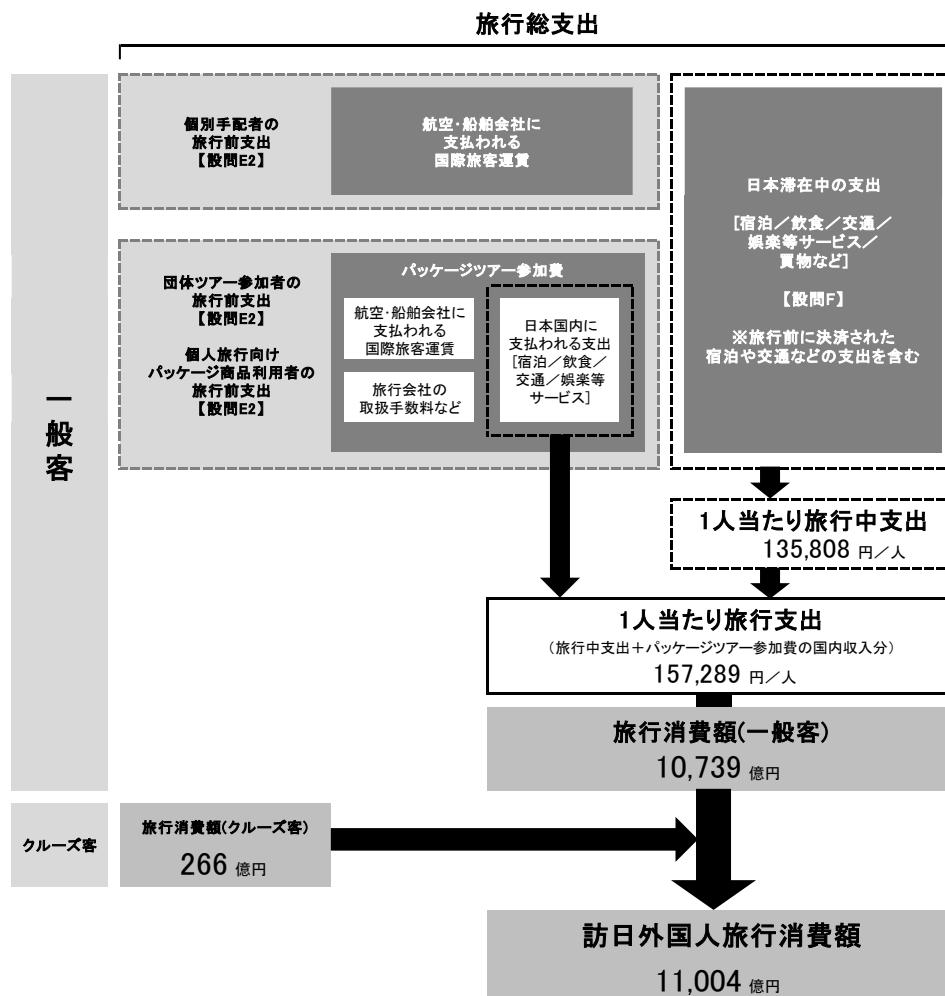 旅行総支出
一般客
個別手配者の
旅行前支出
【設問E2】
航空・船舶会社に
支払われる
国際旅客運賃
団体ツアー参加者の
旅行前支出
【設問E2】
個人旅行向け
パッケージ商品利用者の
旅行前支出
【設問E2】
パッケージツアー参加費
航空・船舶会社に
支払われる
国際旅客運賃
旅行会社の
取扱手数料など
日本国内に
支払われる支出
[宿泊／飲食／
交通／娯楽等
サービス]
日本滞在中の支出
[宿泊／飲食／交通／
娯楽等サービス／
買物など]
【設問F】
※旅行前に決済された
宿泊や交通などの支出を含む
1人当たり旅行中支出
135,808 円／人
1人当たり旅行支出
（旅行中支出＋パッケージツアー参加費の国内収入分）
157,289 円／人
旅行消費額(一般客)
10,739 億円
クルーズ客
旅行消費額(クルーズ客)
266 億円
訪日外国人旅行消費額
11,004 億円